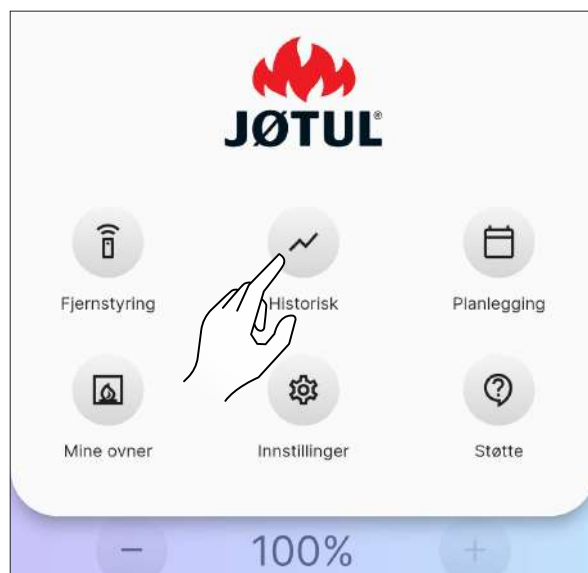 JØTUL®
Fjernstyring Historisk Planlegging
Mine ovner Innstillinger Støtte
− 100% +